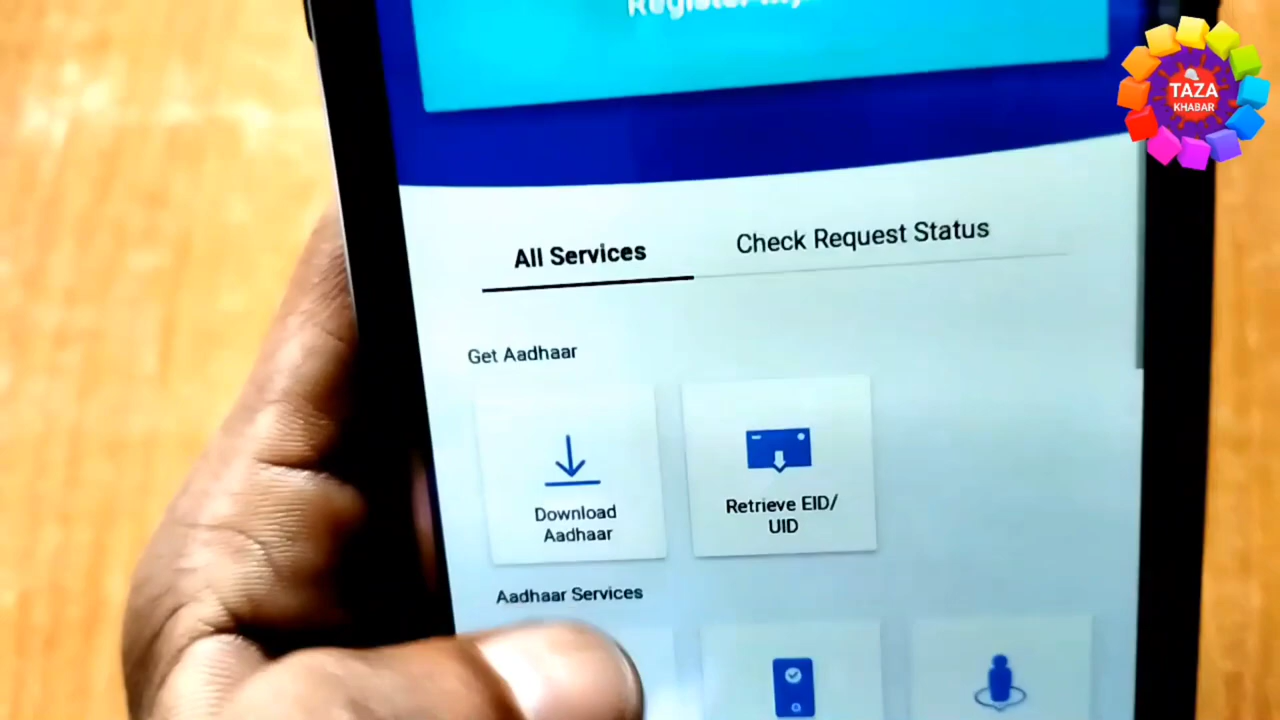 TAZA
KHABAR
All Services
Check Request Status
Get Aadhaar
Download
Aadhaar
Retrieve EID/
UID
Aadhaar Services